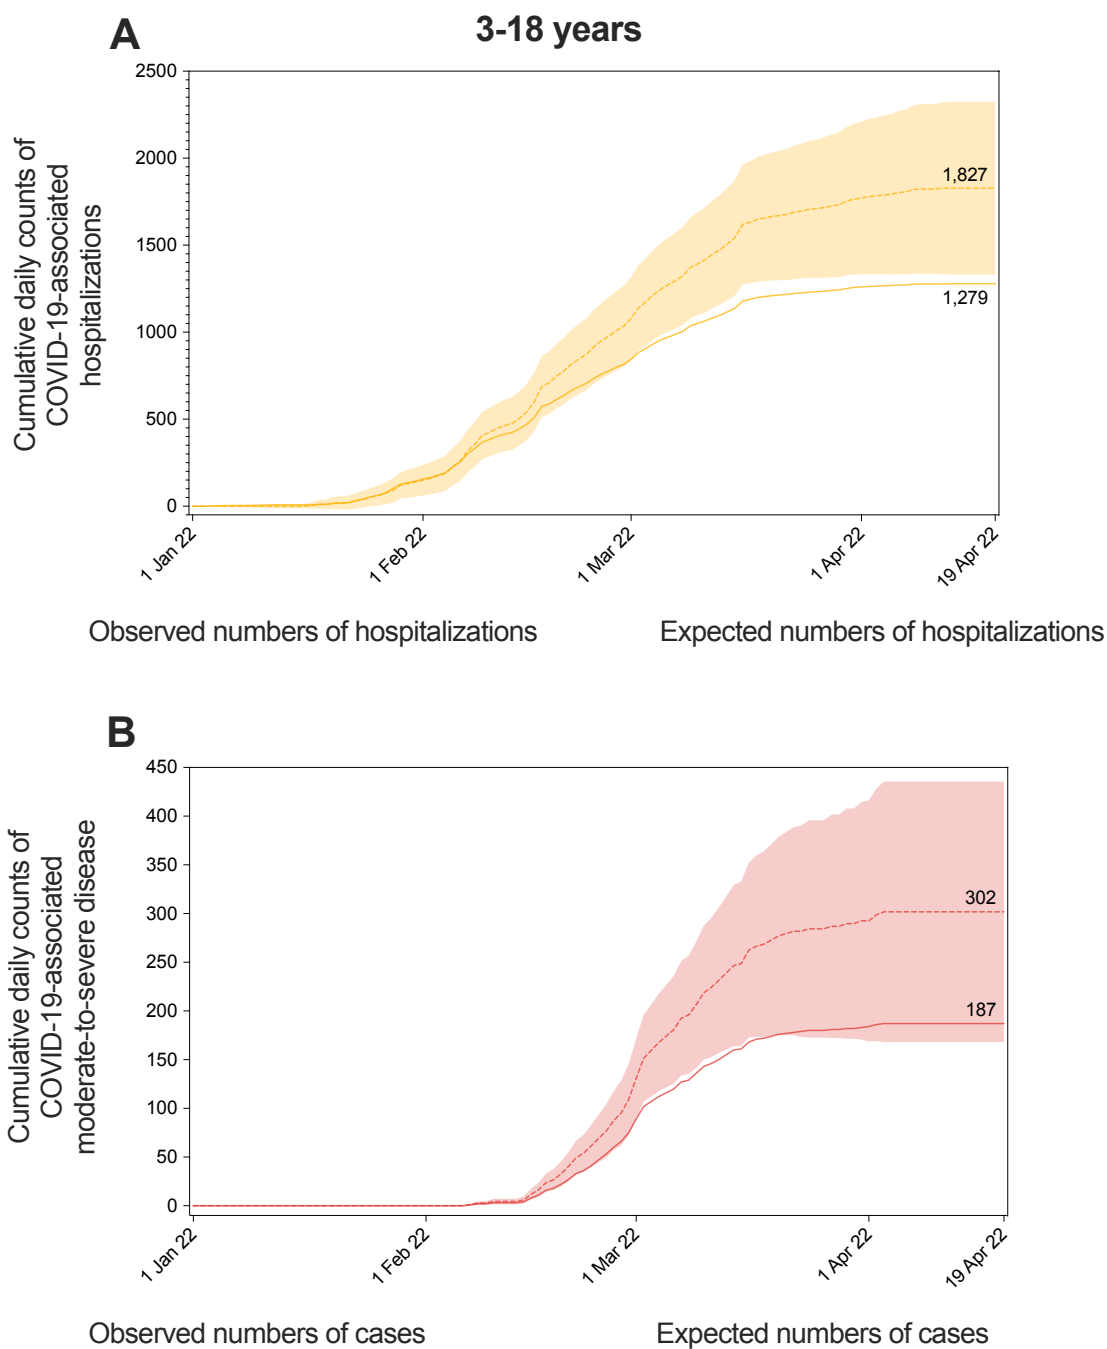 A
3-18 years
Cumulative daily counts of
COVID-19-associated
hospitalizations
2500
2000
1500
1000
500
0
1,827
1,279
1 Jan 22
1 Feb 22
1 Mar 22
1 Apr 22
19 Apr 22
Observed numbers of hospitalizations
Expected numbers of hospitalizations
B
Cumulative daily counts of
COVID-19-associated
moderate-to-severe disease
450
400
350
300
250
200
150
100
50
0
302
187
1 Jan 22
1 Feb 22
1 Mar 22
1 Apr 22
19 Apr 22
Observed numbers of cases
Expected numbers of cases